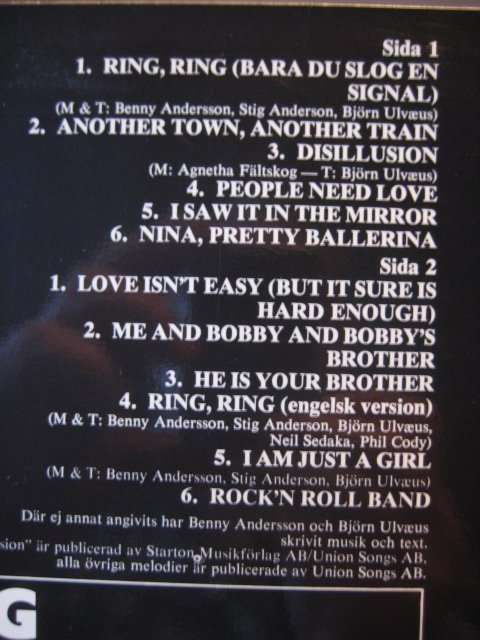 Sida 1
1. RING, RING (BARA DU SLOG EN
SIGNAL)
(M & T: Benny Andersson, Stig Anderson, Björn Ulvæus)
2. ANOTHER TOWN, ANOTHER TRAIN
3. DISILLUSION
(M: Agnetha Fältskog — T: Björn Ulvæus)
4. PEOPLE NEED LOVE
5. I SAW IT IN THE MIRROR
6. NINA, PRETTY BALLERINA
Sida 2
1. LOVE ISN'T EASY (BUT IT SURE IS
HARD ENOUGH)
2. ME AND BOBBY AND BOBBY'S
BROTHER
3. HE IS YOUR BROTHER
4. RING, RING (engelsk version)
(M & T: Benny Andersson, Stig Anderson, Björn Ulvæus,
Neil Sedaka, Phil Cody)
5. I AM JUST A GIRL
(M & T: Benny Andersson, Stig Anderson, Björn Ulvæus)
6. ROCK'N ROLL BAND
Där ej annat angivits har Benny Andersson och Björn Ulvæus
skrivit musik och text.
sion" är publicerad av Starton Musikförlag AB/Union Songs AB,
alla övriga melodier är publicerade av Union Songs AB.
G